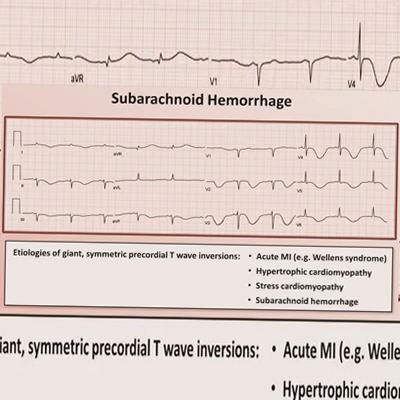 aVR V1 V4
Subarachnoid Hemorrhage
I aVR V1 V4
II aVL V2 V5
III aVF V3 V6
Etiologies of giant, symmetric precordial T wave inversions:
• Acute MI (e.g. Wellens syndrome)
• Hypertrophic cardiomyopathy
• Stress cardiomyopathy
• Subarachnoid hemorrhage
iant, symmetric precordial T wave inversions: • Acute MI (e.g. Welle
• Hypertrophic cardior